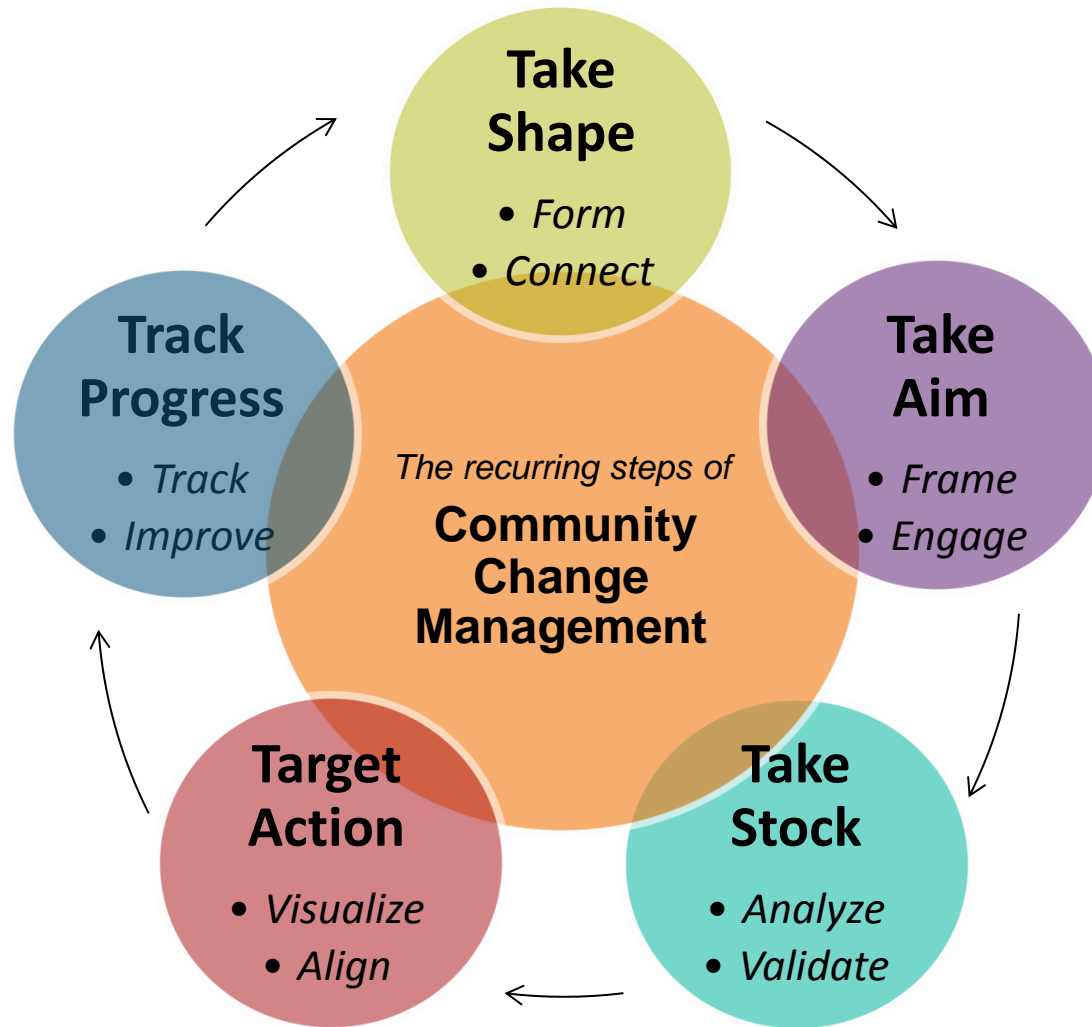 Take
Shape
• Form
• Connect
Track
Progress
• Track
• Improve
Take
Aim
• Frame
• Engage
The recurring steps of
Community
Change
Management
Target
Action
• Visualize
• Align
Take
Stock
• Analyze
• Validate